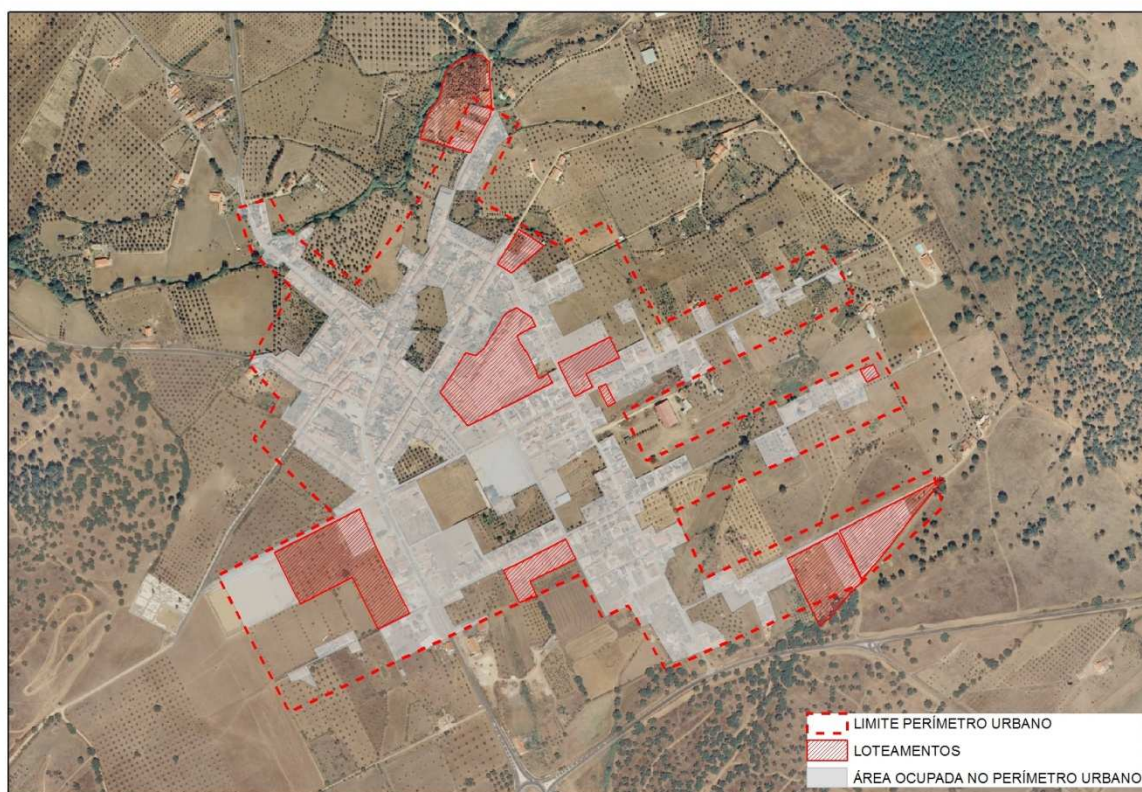 LIMITE PERÍMETRO URBANO
LOTEAMENTOS
ÁREA OCUPADA NO PERÍMETRO URBANO